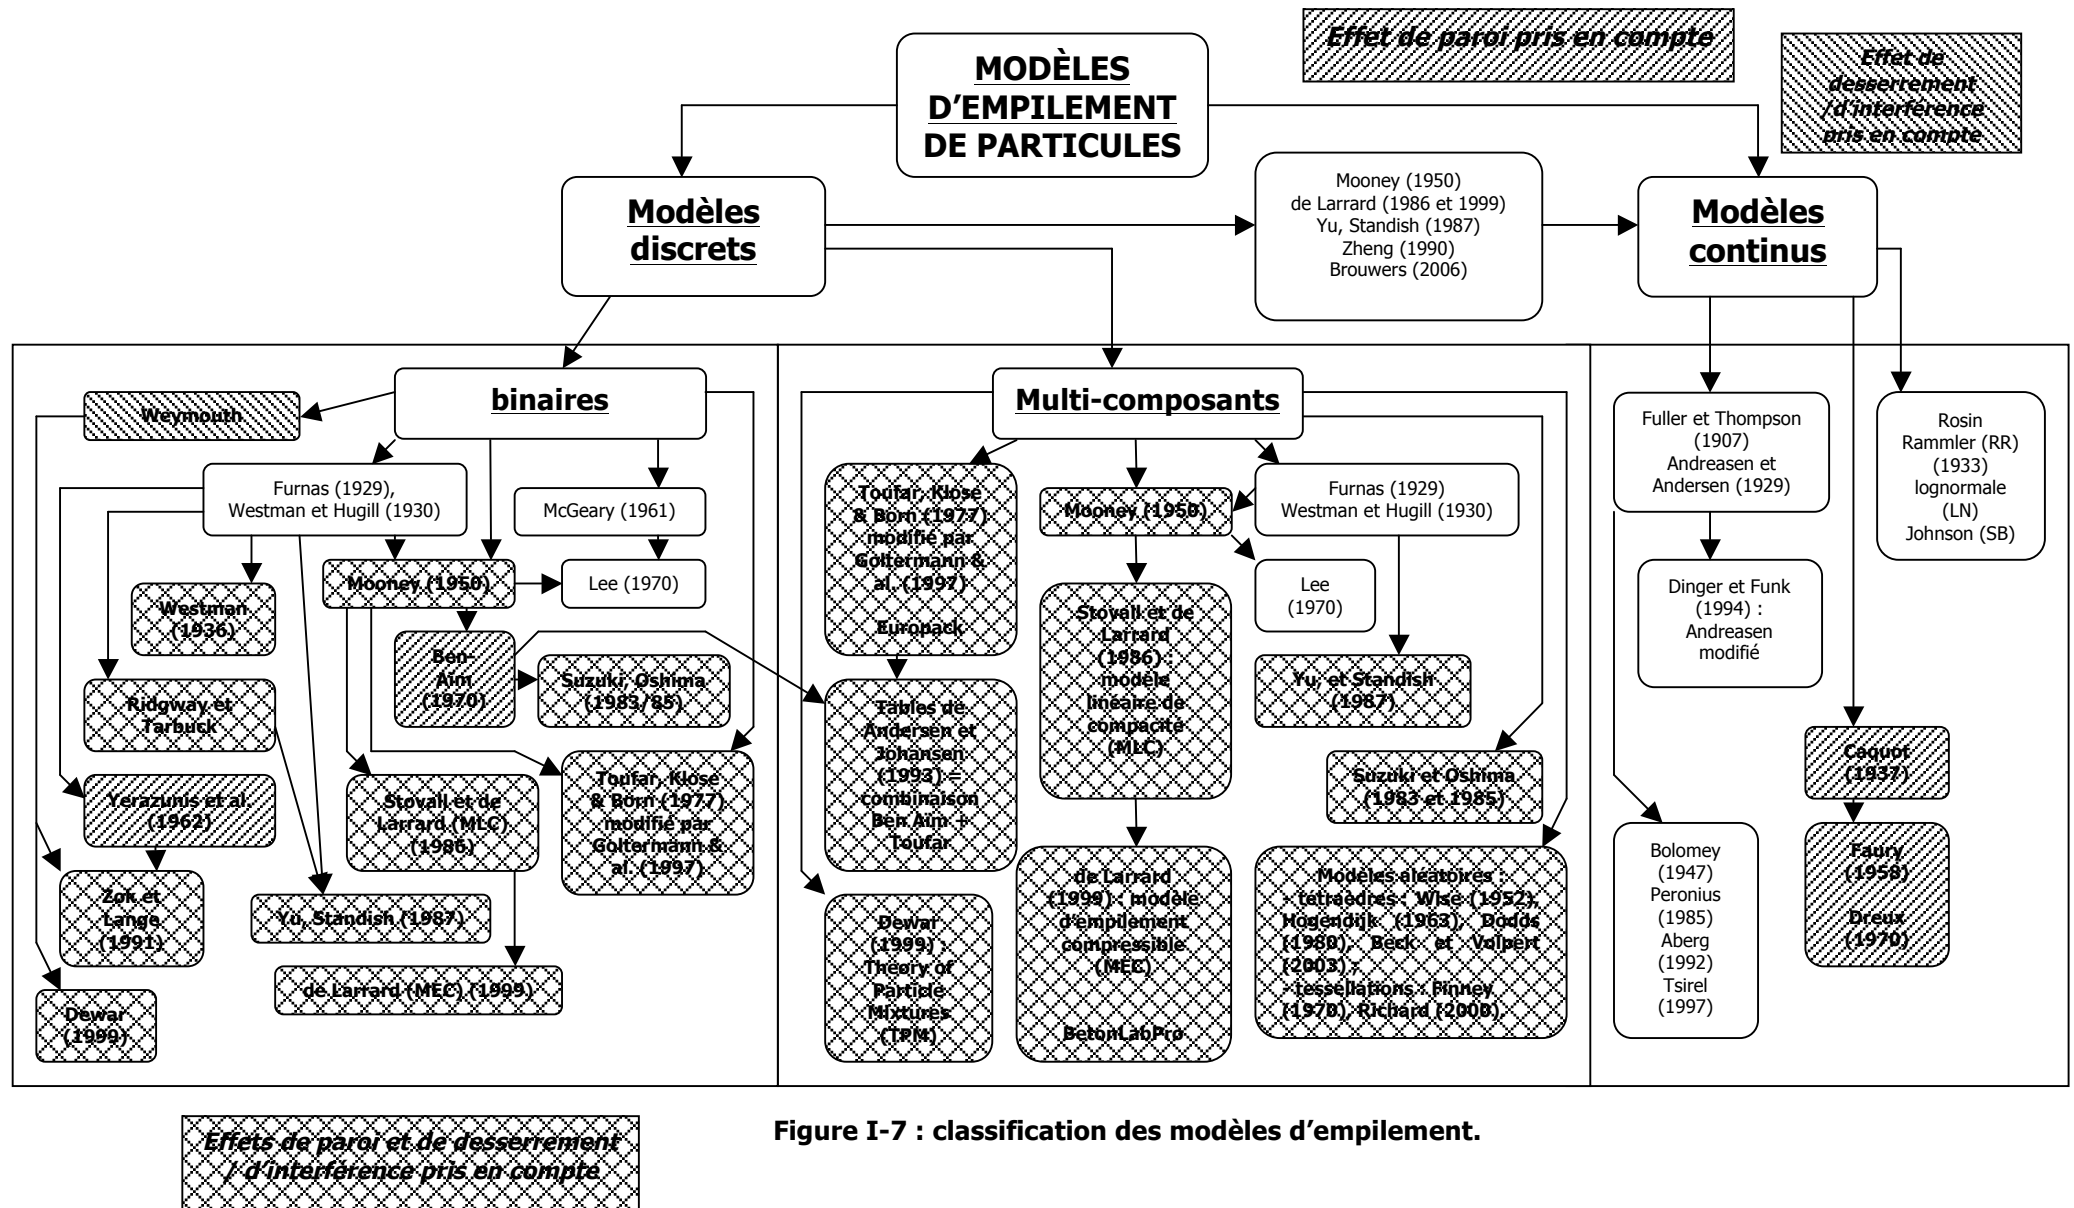 Effet de paroi pris en compte
MODÈLES
D’EMPILEMENT
DE PARTICULES
Effet de
desserrement
/d’interférence
pris en compte
Modèles
discrets
Mooney (1950)
de Larrard (1986 et 1999)
Yu, Standish (1987)
Zheng (1990)
Brouwers (2006)
Modèles
continus
binaires
Weymouth
Furnas (1929),
Westman et Hugill (1930)
McGeary (1961)
Mooney (1950)
Lee (1970)
Westman
(1936)
Ben-
Aïm
(1970)
Suzuki, Oshima
(1983/85)
Ridgway et
Tarbuck
Yerazunis et al.
(1962)
Stovall et de
Larrard (MLC)
(1986)
Toufar, Klose
& Born (1977)
modifié par
Goltermann &
al. (1997)
Zok et
Lange
(1991)
Yu, Standish (1987)
de Larrard (MEC) (1999)
Dewar
(1999)
Multi-composants
Toufar, Klose
& Born (1977)
modifié par
Goltermann &
al. (1997)
Europack
Mooney (1950)
Furnas (1929)
Westman et Hugill (1930)
Lee
(1970)
Stovall et de
Larrard
(1986) :
modèle
linéaire de
compacité
(MLC)
Yu, et Standish
(1987)
Tables de
Andersen et
Johansen
(1993) =
combinaison
Ben Aïm +
Toufar
Suzuki et Oshima
(1983 et 1985)
Dewar
(1999) :
Theory of
Particle
Mixtures
(TPM)
de Larrard
(1999) : modèle
d’empilement
compressible
(MEC)
BetonLabPro
Modèles aléatoires :
- tétraèdres : Wise (1952),
Hogendijk (1963), Dodds
(1980), Beck et Volpert
(2003) ;
- tessellations : Finney
(1970), Richard (2000).
Fuller et Thompson
(1907)
Andreasen et
Andersen (1929)
Rosin
Rammler (RR)
(1933)
lognormale
(LN)
Johnson (SB)
Dinger et Funk
(1994) :
Andreasen
modifié
Caquot
(1937)
Bolomey
(1947)
Peronius
(1985)
Aberg
(1992)
Tsirel
(1997)
Faury
(1958)
Dreux
(1970)
Effets de paroi et de desserrement
/ d’interférence pris en compte
Figure I-7 : classification des modèles d’empilement.